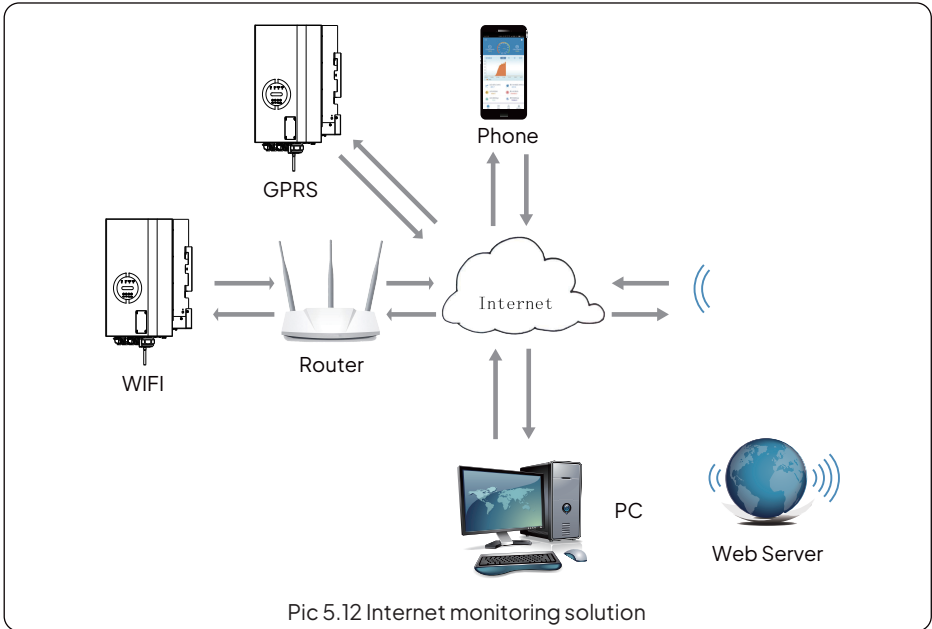 Phone
GPRS
Internet
Router
WIFI
PC
Web Server
Pic 5.12 Internet monitoring solution